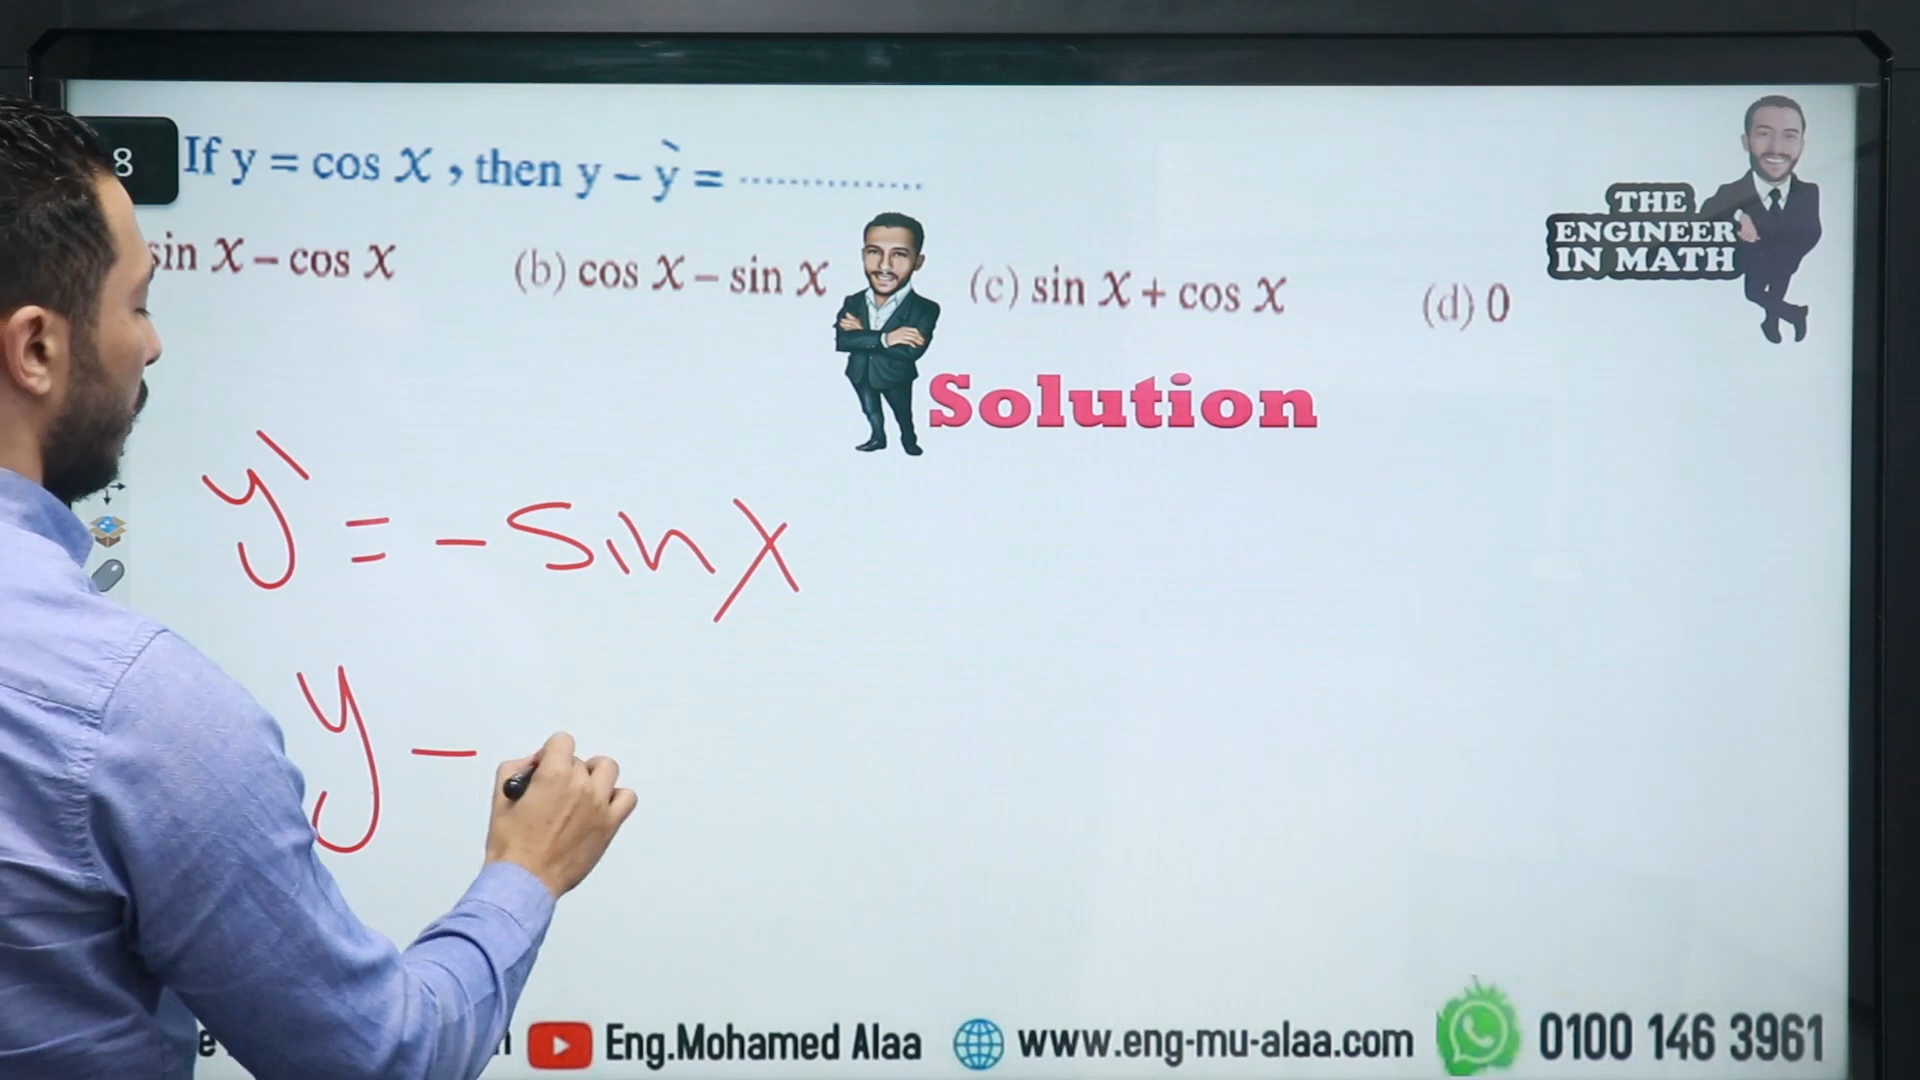 8 If y = cos x , then y – y` = ...............
sin x – cos x (b) cos x – sin x (c) sin x + cos x (d) 0
THE
ENGINEER
IN MATH
Solution
y' = - sin x
y -
Eng.Mohamed Alaa www.eng-mu-alaa.com 0100 146 3961